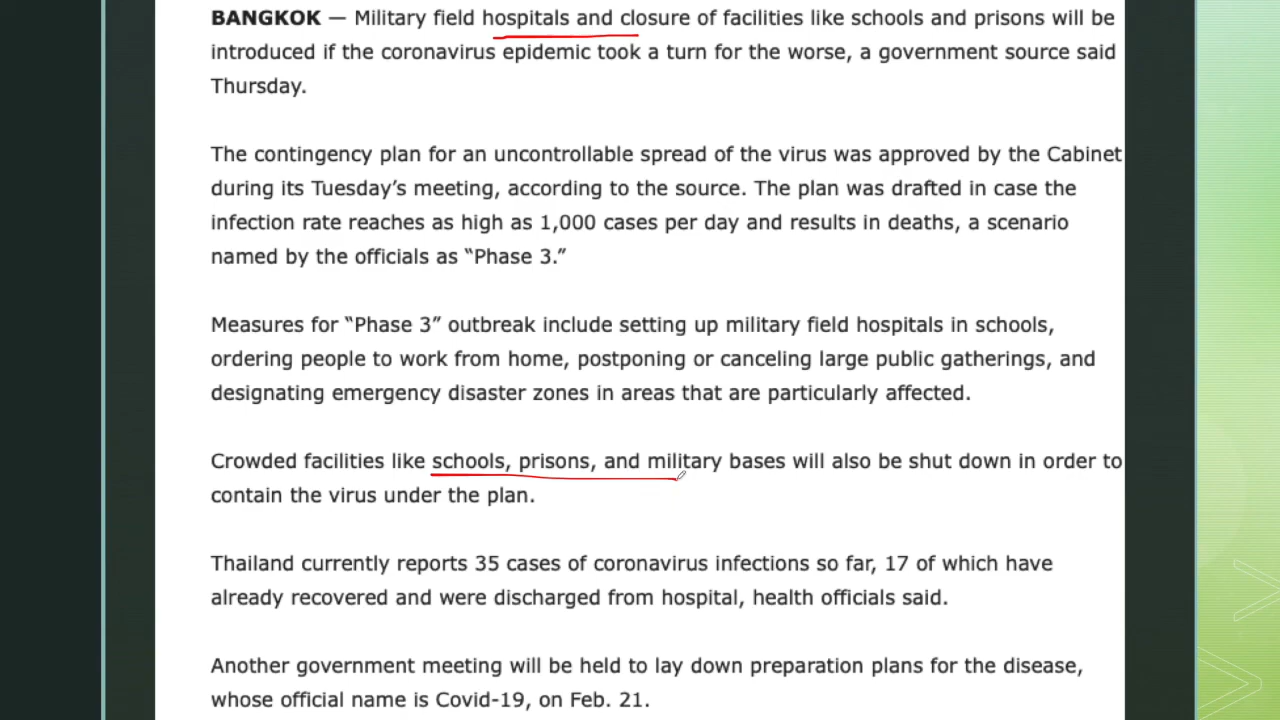 BANGKOK — Military field hospitals and closure of facilities like schools and prisons will be
introduced if the coronavirus epidemic took a turn for the worse, a government source said
Thursday.
The contingency plan for an uncontrollable spread of the virus was approved by the Cabinet
during its Tuesday’s meeting, according to the source. The plan was drafted in case the
infection rate reaches as high as 1,000 cases per day and results in deaths, a scenario
named by the officials as “Phase 3.”
Measures for “Phase 3” outbreak include setting up military field hospitals in schools,
ordering people to work from home, postponing or canceling large public gatherings, and
designating emergency disaster zones in areas that are particularly affected.
Crowded facilities like schools, prisons, and military bases will also be shut down in order to
contain the virus under the plan.
Thailand currently reports 35 cases of coronavirus infections so far, 17 of which have
already recovered and were discharged from hospital, health officials said.
Another government meeting will be held to lay down preparation plans for the disease,
whose official name is Covid-19, on Feb. 21.